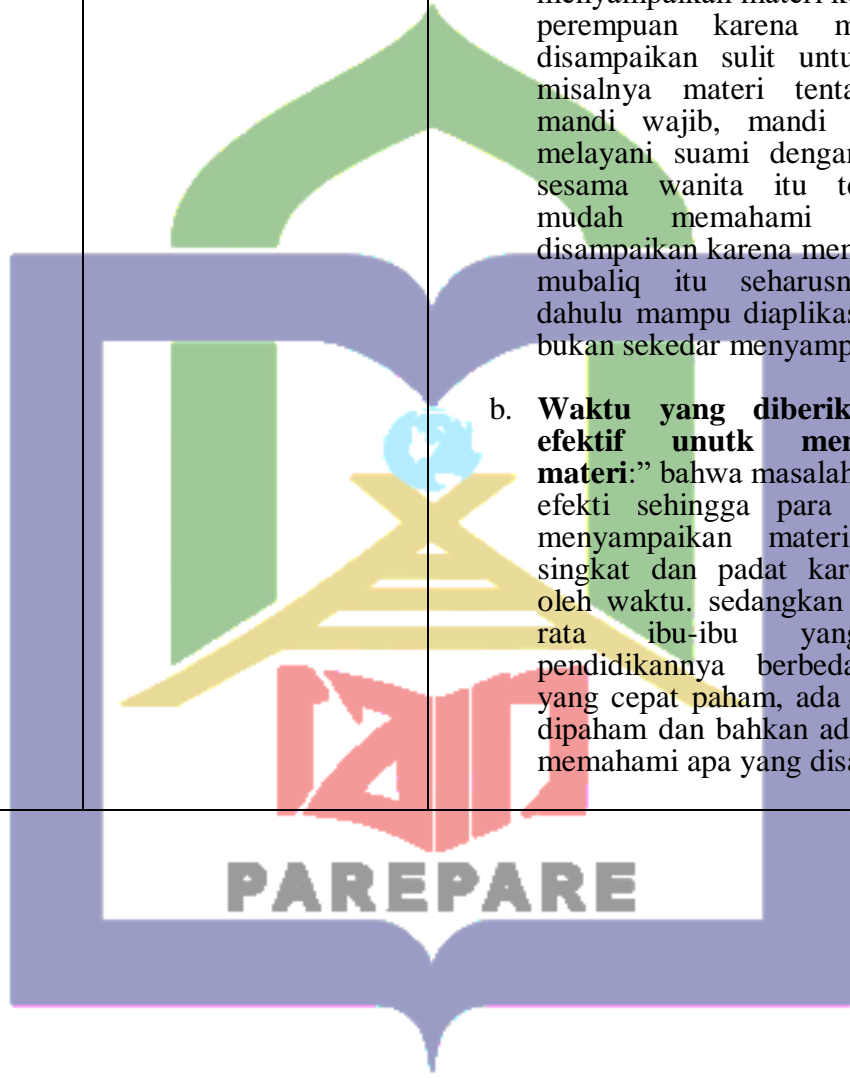 menyampaikan materi k
perempuan karena m
disampaikan sulit untu
misalnya materi tenta
mandi wajib, mandi
melayani suami dengan
sesama wanita itu te
mudah memahami
disampaikan karena men
mubaliq itu seharusn
dahulu mampu diaplikas
bukan sekedar menyamp
b. Waktu yang diberik
efektif unutk men
materi:” bahwa masalah
efekti sehingga para
menyampaikan materi
singkat dan padat kare
oleh waktu. sedangkan
rata ibu-ibu yang
pendidikannya berbeda
yang cepat paham, ada
dipaham dan bahkan ad
memahami apa yang disa
PAREPARE